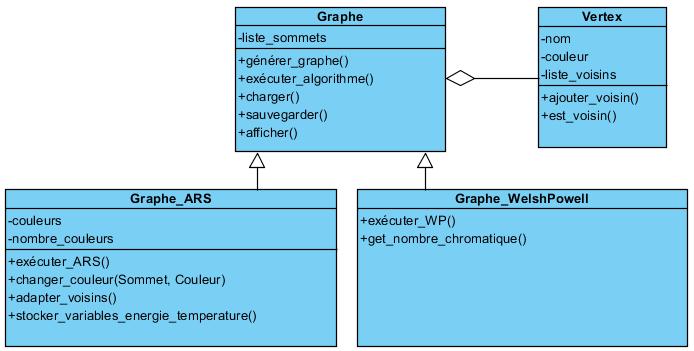 Graphe
-liste_sommets
+générer_graphe()
+exécuter_algorithme()
+charger()
+sauvegarder()
+afficher()
Vertex
-nom
-couleur
-liste_voisins
+ajouter_voisin()
+est_voisin()
Graphe_ARS
-couleurs
-nombre_couleurs
+exécuter_ARS()
+changer_couleur(Sommet, Couleur)
+adapter_voisins()
+stocker_variables_energie_temperature()
Graphe_WelshPowell
+exécuter_WP()
+get_nombre_chromatique()